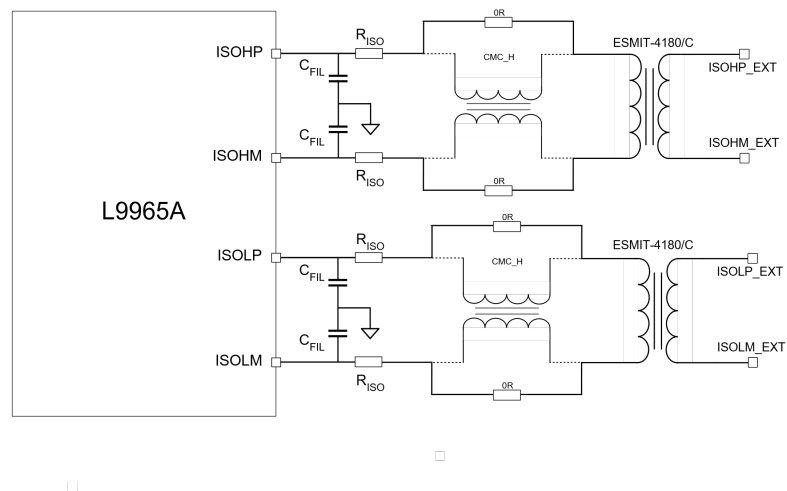 0R
R_ISO
ESMIT-4180/C
ISOHP
CMC_H
C_FIL
ISOHP_EXT
C_FIL
ISOHM
ISOHM_EXT
R_ISO
0R
L9965A
0R
R_ISO
ESMIT-4180/C
ISOLP
CMC_H
C_FIL
ISOLP_EXT
C_FIL
ISOLM
ISOLM_EXT
R_ISO
0R